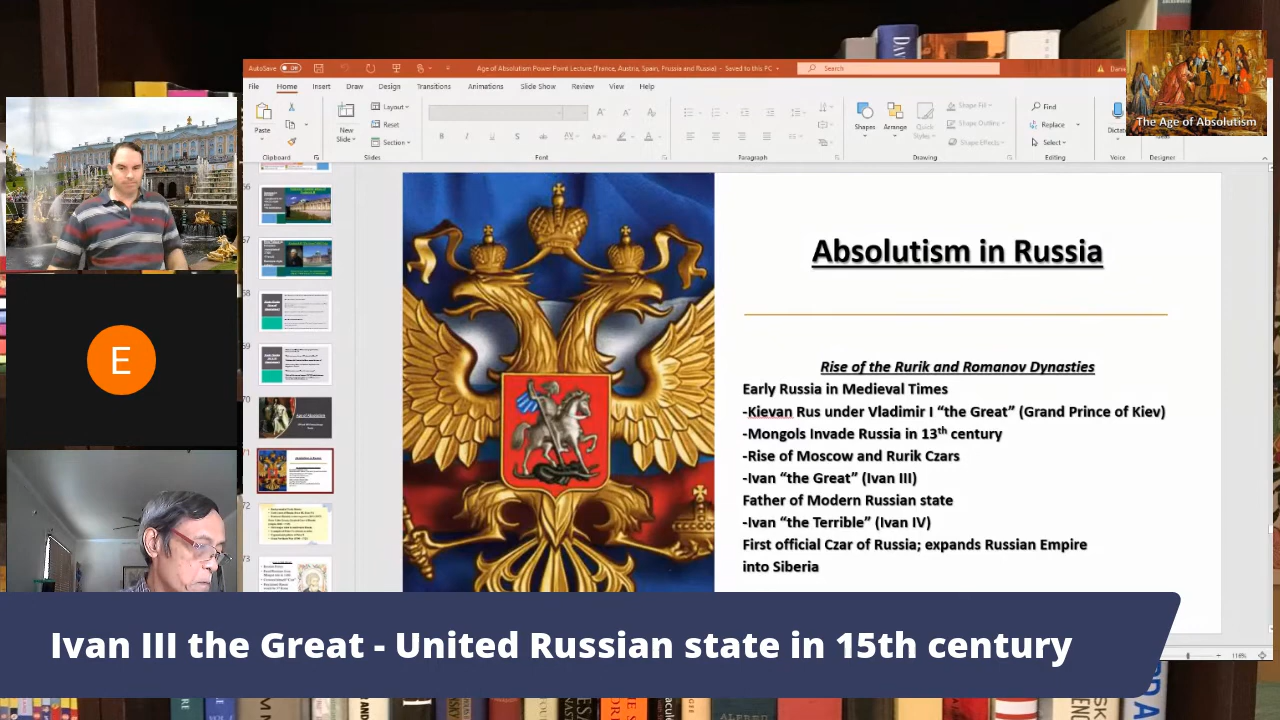 AutoSave
On
Age of Absolutism Power Point Lecture (France, Austria, Spain, Prussia and Russia) - Saved to this PC
Search
File
Home
Insert
Draw
Design
Transitions
Animations
Slide Show
Review
View
Help
Paste
Clipboard
New
Slide
Layout
Reset
Section
Slides
Font
Paragraph
Shapes
Arrange
Quick
Styles
Shape Fill
Shape Outline
Shape Effects
Drawing
Find
Replace
Select
Editing
Voice
Designer
The Age of Absolutism
68
69
70
72
E
Absolutism in Russia
Rise of the Rurik and Romanov Dynasties
Early Russia in Medieval Times
-Kievan Rus under Vladimir I “the Great” (Grand Prince of Kiev)
-Mongols Invade Russia in 13th century
-Rise of Moscow and Rurik Czars
-Ivan “the Great” (Ivan III)
Father of Modern Russian state
-Ivan “the Terrible” (Ivan IV)
First official Czar of Russia; expands Russian Empire
into Siberia
Ivan III the Great - United Russian state in 15th century